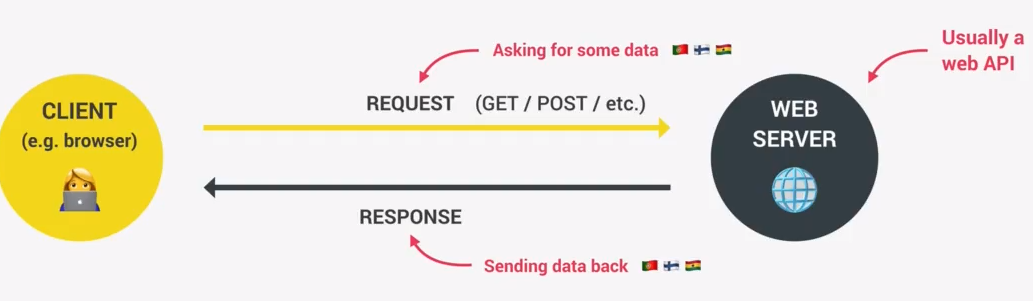 Asking for some data 🇵🇹 🇫🇮 🇬🇭
Usually a
web API
CLIENT
(e.g. browser)
REQUEST (GET / POST / etc.)
WEB
SERVER
RESPONSE
Sending data back 🇵🇹 🇫🇮 🇬🇭